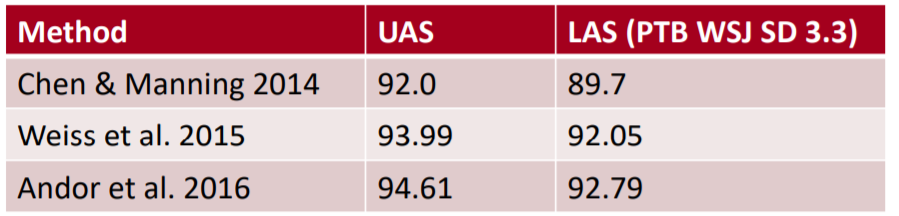 Method UAS LAS (PTB WSJ SD 3.3)
Chen & Manning 2014 92.0 89.7
Weiss et al. 2015 93.99 92.05
Andor et al. 2016 94.61 92.79